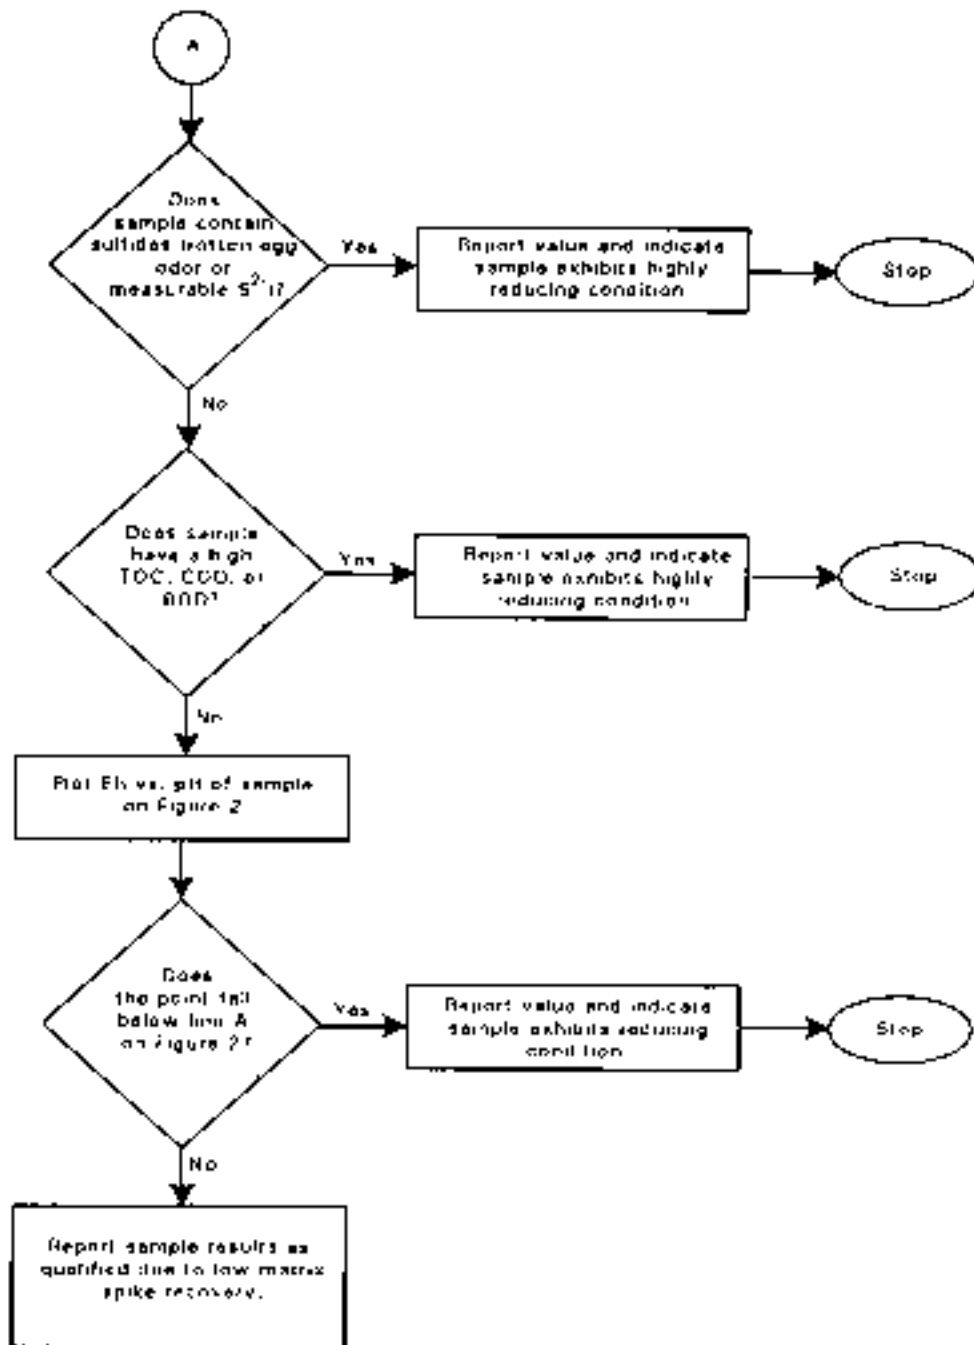 A
Does
sample contain
sulfides (rotten egg
odor or
measurable S2-)?
Yes
Report value and indicate
sample exhibits highly
reducing condition
Stop
No
Does sample
have a high
TOC, COD, or
BOD?
Yes
Report value and indicate
sample exhibits highly
reducing condition
Stop
No
Plot Eh vs. pH of sample
on Figure 2
Does
the point fall
below line A
on Figure 2?
Yes
Report value and indicate
sample exhibits reducing
condition
Stop
No
Report sample results as
qualified due to low matrix
spike recovery.